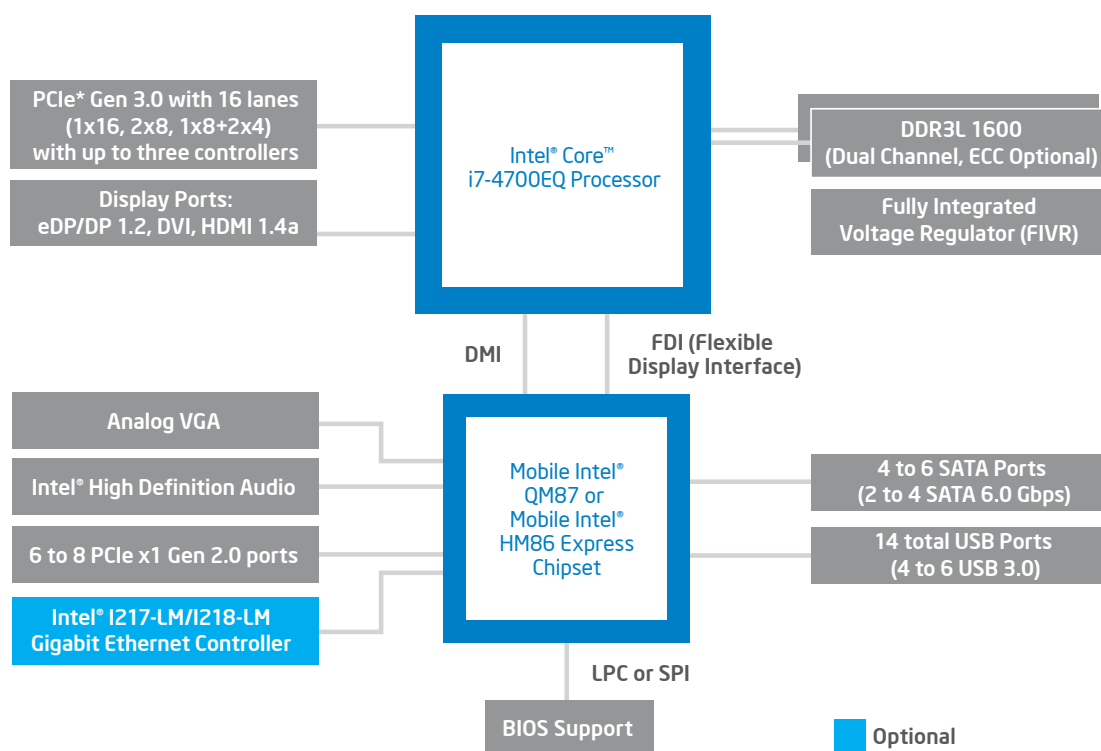 PCIe* Gen 3.0 with 16 lanes
(1x16, 2x8, 1x8+2x4)
with up to three controllers
Display Ports:
eDP/DP 1.2, DVI, HDMI 1.4a
Intel® Core™
i7-4700EQ Processor
DDR3L 1600
(Dual Channel, ECC Optional)
Fully Integrated
Voltage Regulator (FIVR)
DMI
FDI (Flexible
Display Interface)
Analog VGA
Intel® High Definition Audio
6 to 8 PCIe x1 Gen 2.0 ports
Intel® I217-LM/I218-LM
Gigabit Ethernet Controller
Mobile Intel®
QM87 or
Mobile Intel®
HM86 Express
Chipset
4 to 6 SATA Ports
(2 to 4 SATA 6.0 Gbps)
14 total USB Ports
(4 to 6 USB 3.0)
LPC or SPI
BIOS Support
Optional